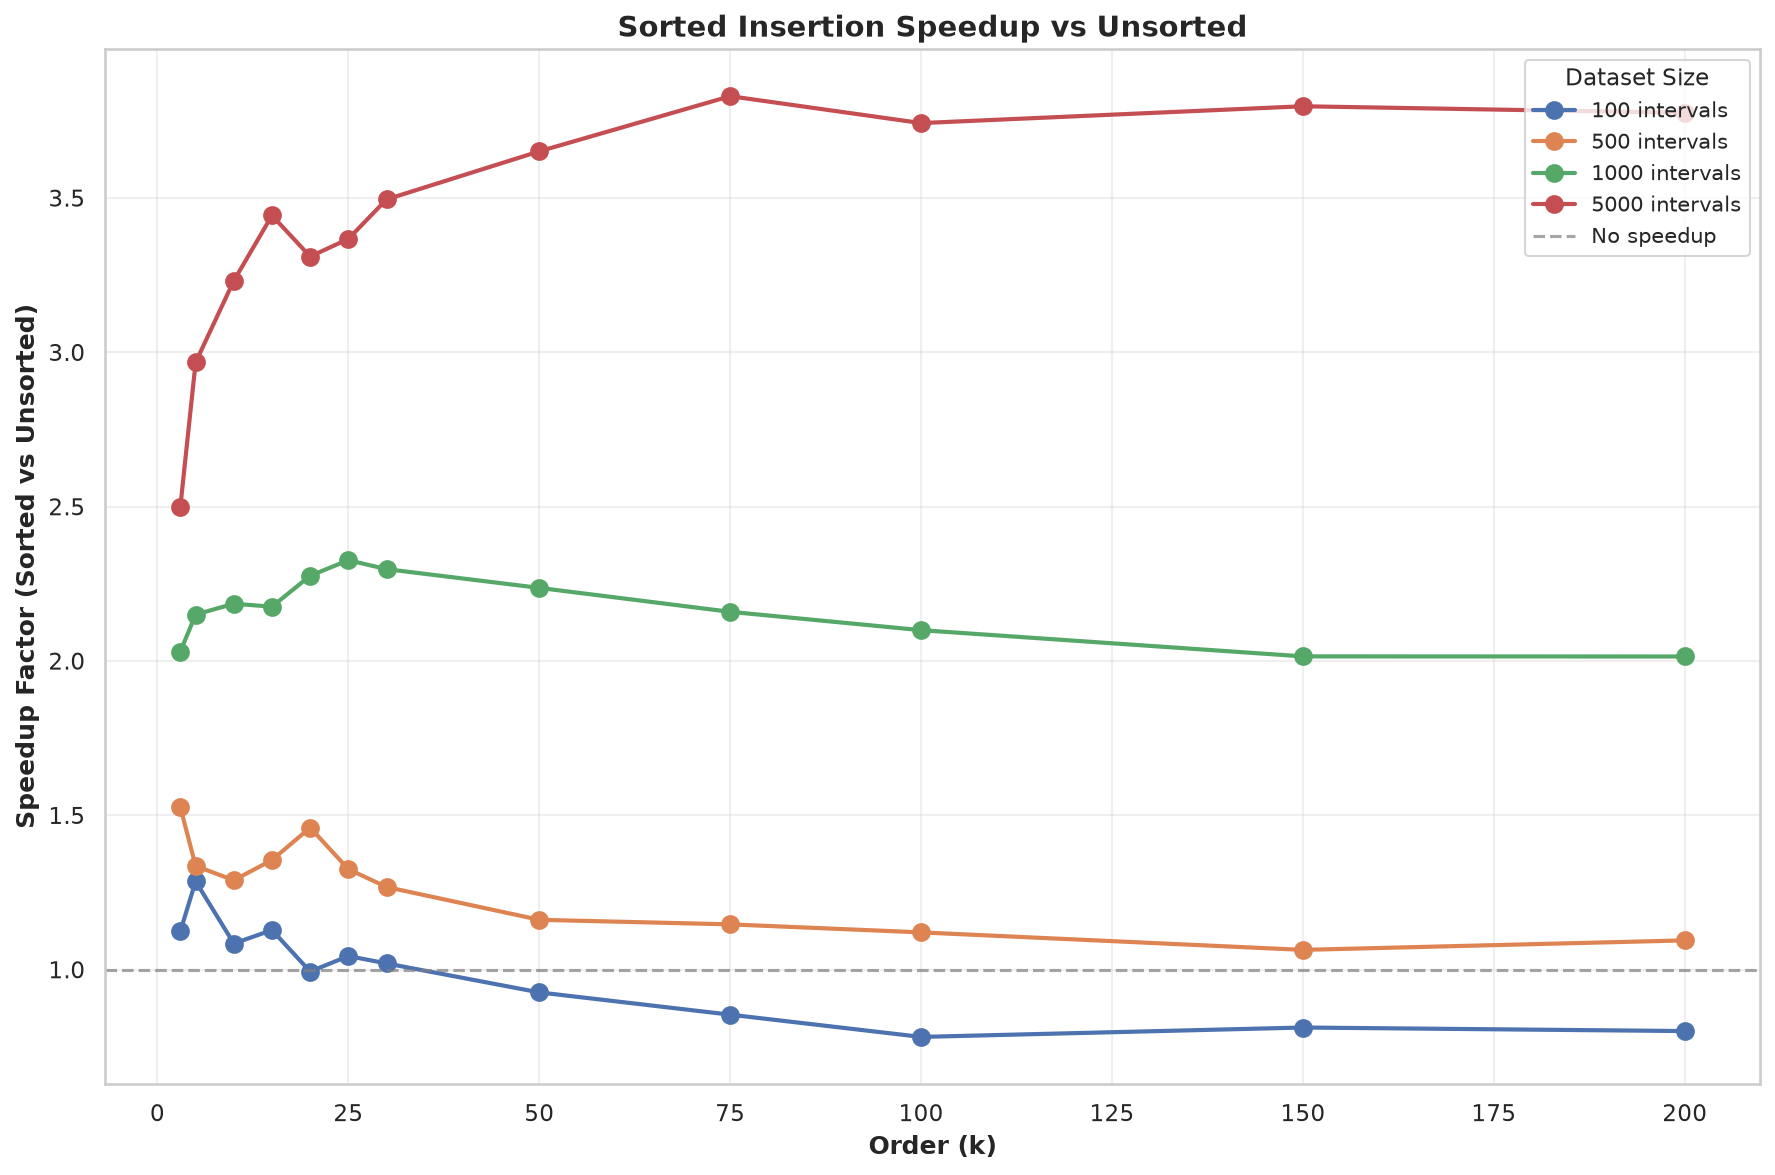 Sorted Insertion Speedup vs Unsorted
Speedup Factor (Sorted vs Unsorted)
3.5
3.0
2.5
2.0
1.5
1.0
Dataset Size
100 intervals
500 intervals
1000 intervals
5000 intervals
No speedup
0 25 50 75 100 125 150 175 200
Order (k)